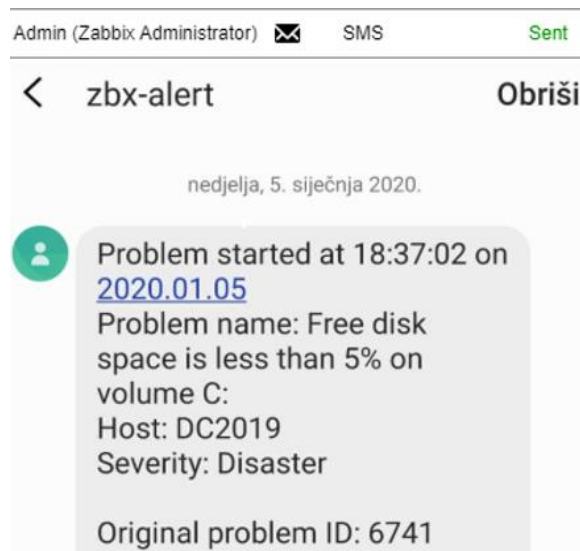 Admin (Zabbix Administrator) SMS Sent
zbx-alert Obriši
nedjelja, 5. siječnja 2020.
Problem started at 18:37:02 on
2020.01.05
Problem name: Free disk
space is less than 5% on
volume C:
Host: DC2019
Severity: Disaster
Original problem ID: 6741